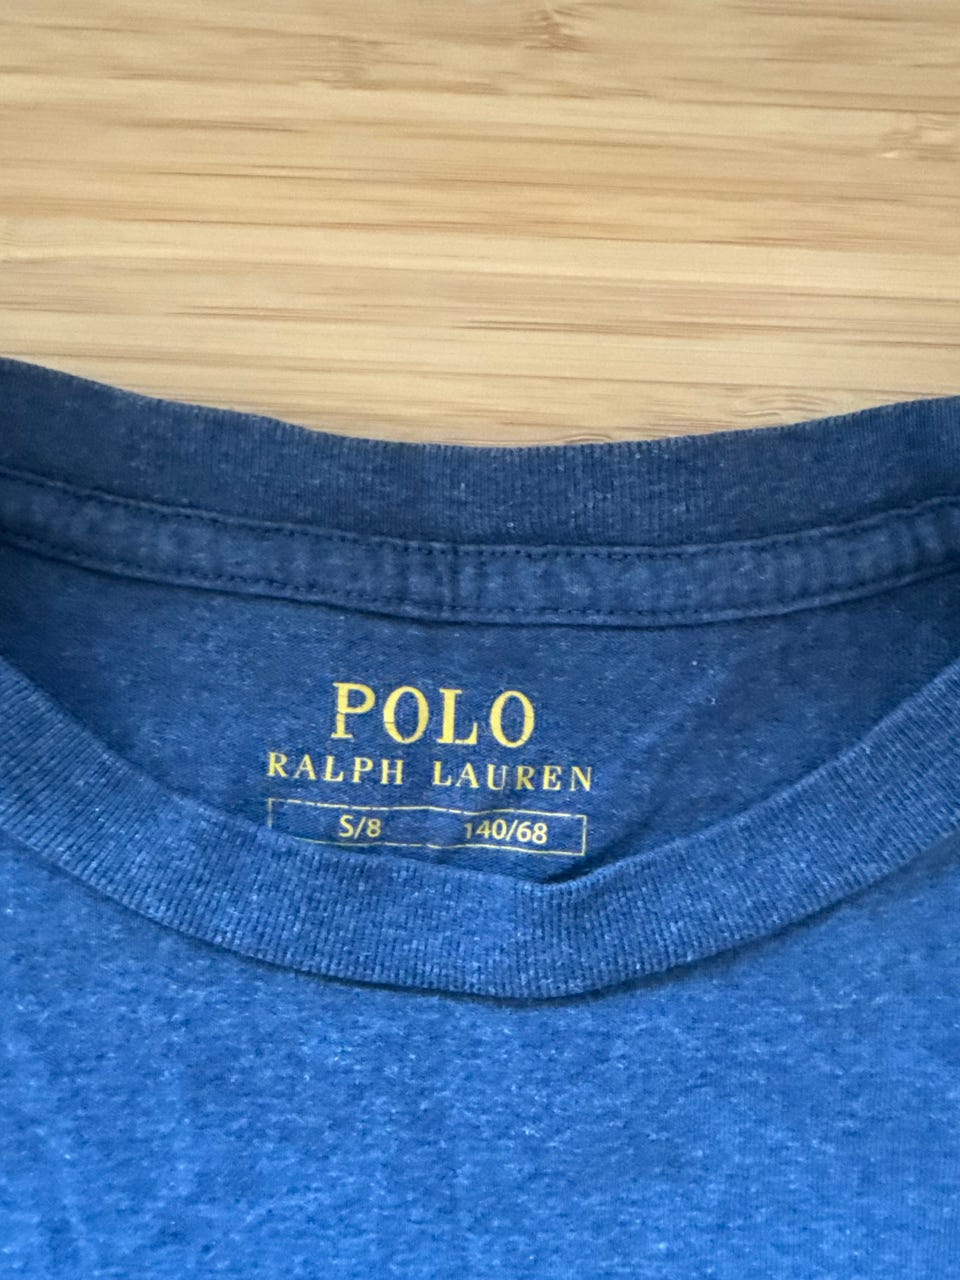 POLO
RALPH LAUREN
S/8 140/68